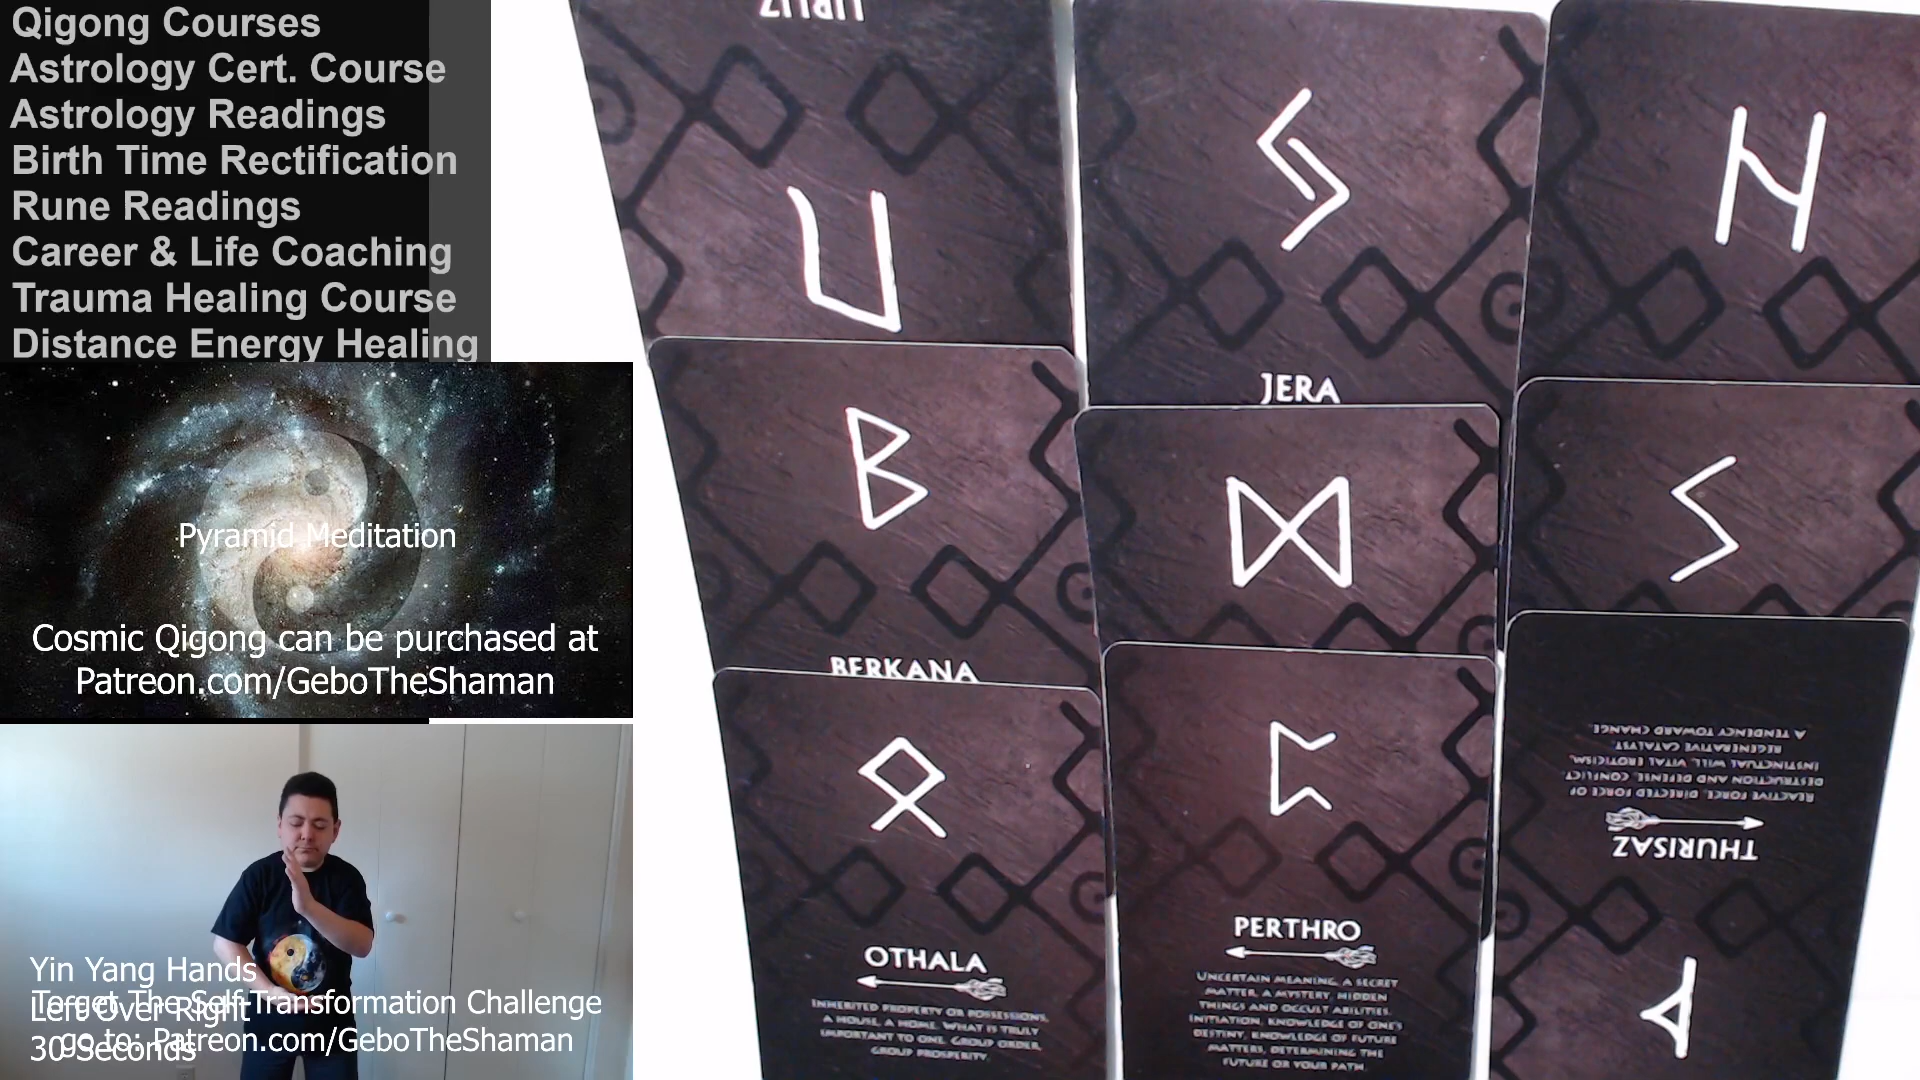 Qigong Courses
Astrology Cert. Course
Astrology Readings
Birth Time Rectification
Rune Readings
Career & Life Coaching
Trauma Healing Course
Distance Energy Healing
Pyramid Meditation
Cosmic Qigong can be purchased at
Patreon.com/GeboTheShaman
Yin Yang Hands
Left Over Right
30 Seconds
To get The Self Transformation Challenge
go to: Patreon.com/GeboTheShaman
URUZ
JERA
BERKANA
OTHALA
INHERITED PROPERTY OR POSSESSIONS,
A HOUSE, A HOME. WHAT IS TRULY
IMPORTANT TO ONE. GROUP ORDER,
GROUP PROSPERITY.
PERTHRO
UNCERTAIN MEANING, A SECRET
MATTER, A MYSTERY, HIDDEN
THINGS AND OCCULT ABILITIES.
INITIATION, KNOWLEDGE OF ONE'S
DESTINY, KNOWLEDGE OF FUTURE
MATTERS, DETERMINING THE
FUTURE OR YOUR PATH.
THURISAZ
REACTIVE FORCE, DIRECTED FORCE OF
DESTRUCTION AND DEFENSE, CONFLICT.
INSTINCTUAL WILL, VITAL EROTICISM,
REGENERATIVE CATALYST.
A TENDENCY TOWARD CHANGE.